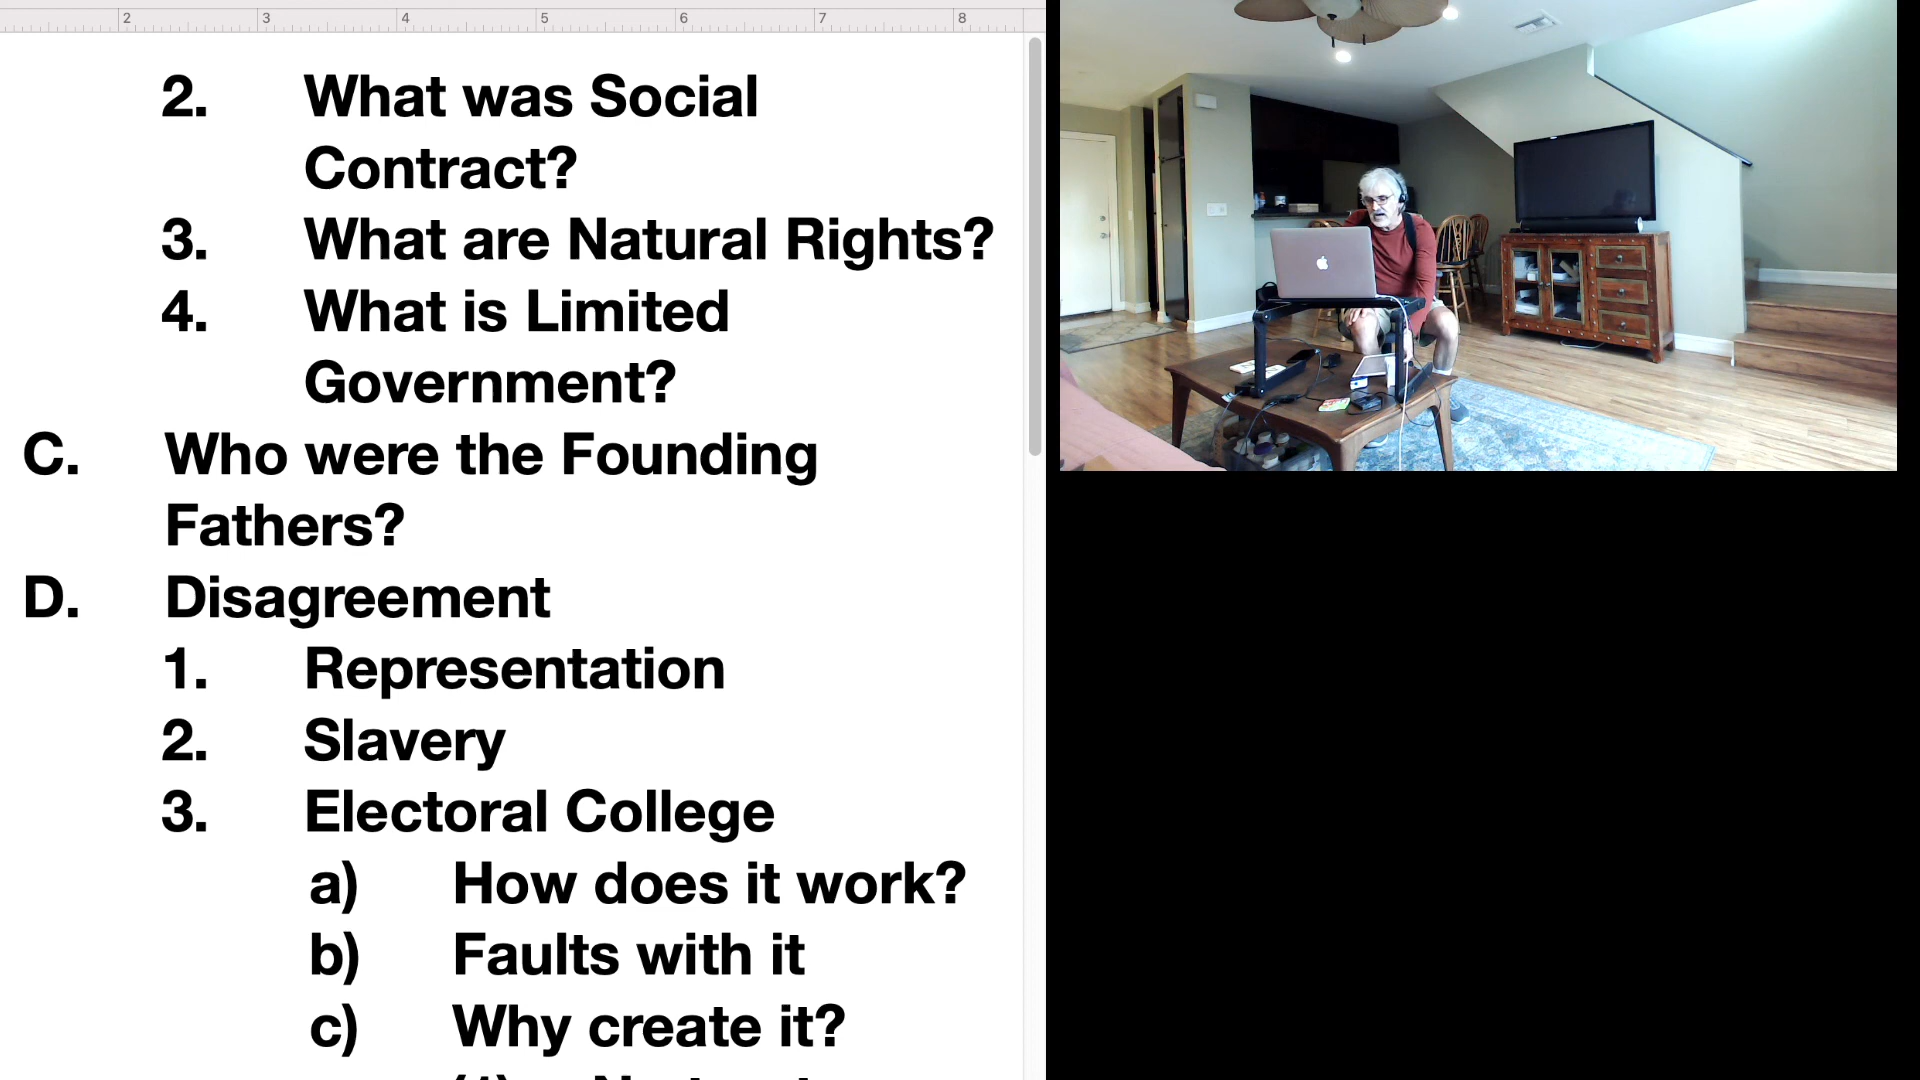 2 3 4 5 6 7 8
2. What was Social
Contract?
3. What are Natural Rights?
4. What is Limited
Government?
C. Who were the Founding
Fathers?
D. Disagreement
1. Representation
2. Slavery
3. Electoral College
a) How does it work?
b) Faults with it
c) Why create it?